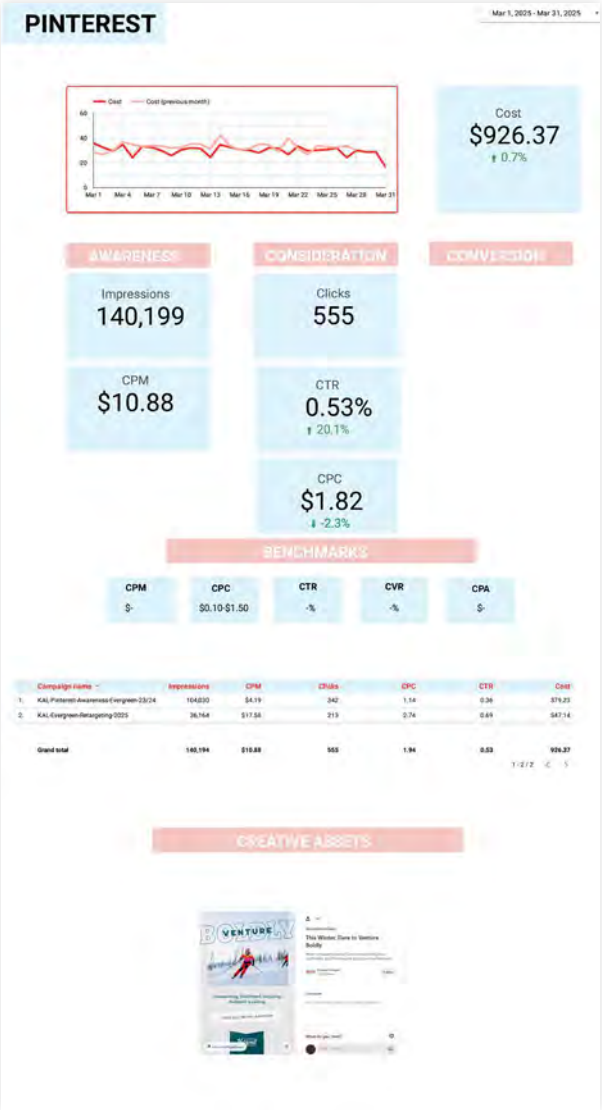 PINTEREST
Mar 1, 2025 - Mar 31, 2025
Cost
Cost (previous month)
60
40
20
0
Mar 1
Mar 4
Mar 7
Mar 10
Mar 13
Mar 16
Mar 19
Mar 22
Mar 25
Mar 28
Mar 31
Cost
$926.37
0.7%
AWARENESS
CONSIDERATION
CONVERSION
Impressions
140,199
Clicks
555
CPM
$10.88
CTR
0.53%
20.1%
CPC
$1.82
-2.3%
BENCHMARKS
CPM CPC CTR CVR CPA
$- $0.10-$1.50 -% -% $-
Campaign name Impressions CPM Clicks CPC CTR Cost
1. KAL-Pinterest-Awareness-Evergreen-23/24 104,030 $4.19 342 1.14 0.36
2. KAL-Evergreen-Retargeting-2025 $17.56 213 2.74 0.69
Grand total 140,194 $10.88 555 1.94 0.53 926.37
1-2/2
CREATIVE ASSETS
BOLDLY
VENTURE
This Winter, Dare to Venture
Boldly